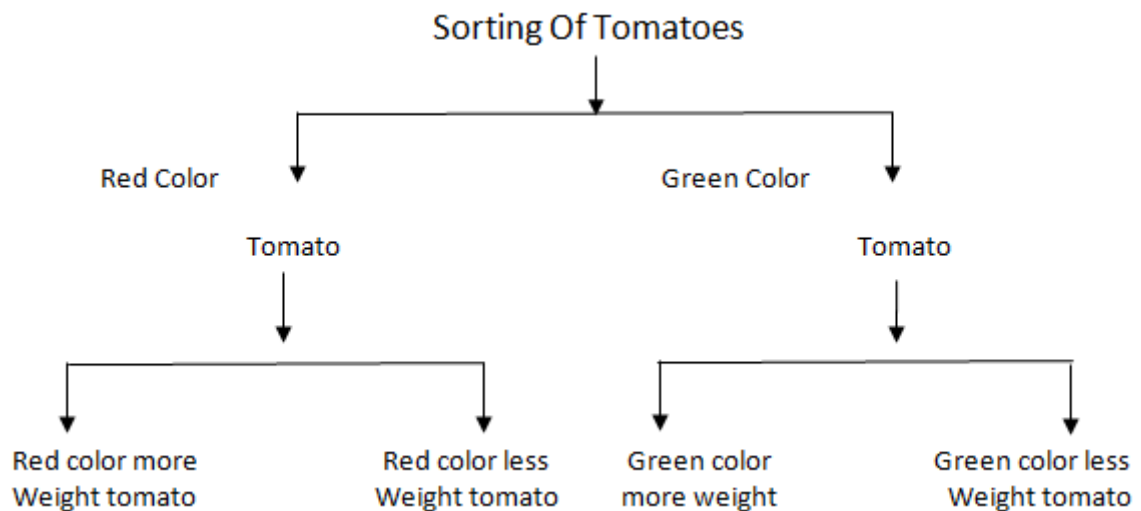 Sorting Of Tomatoes
Red Color
Green Color
Tomato
Tomato
Red color more
Weight tomato
Red color less
Weight tomato
Green color
more weight
Green color less
Weight tomato